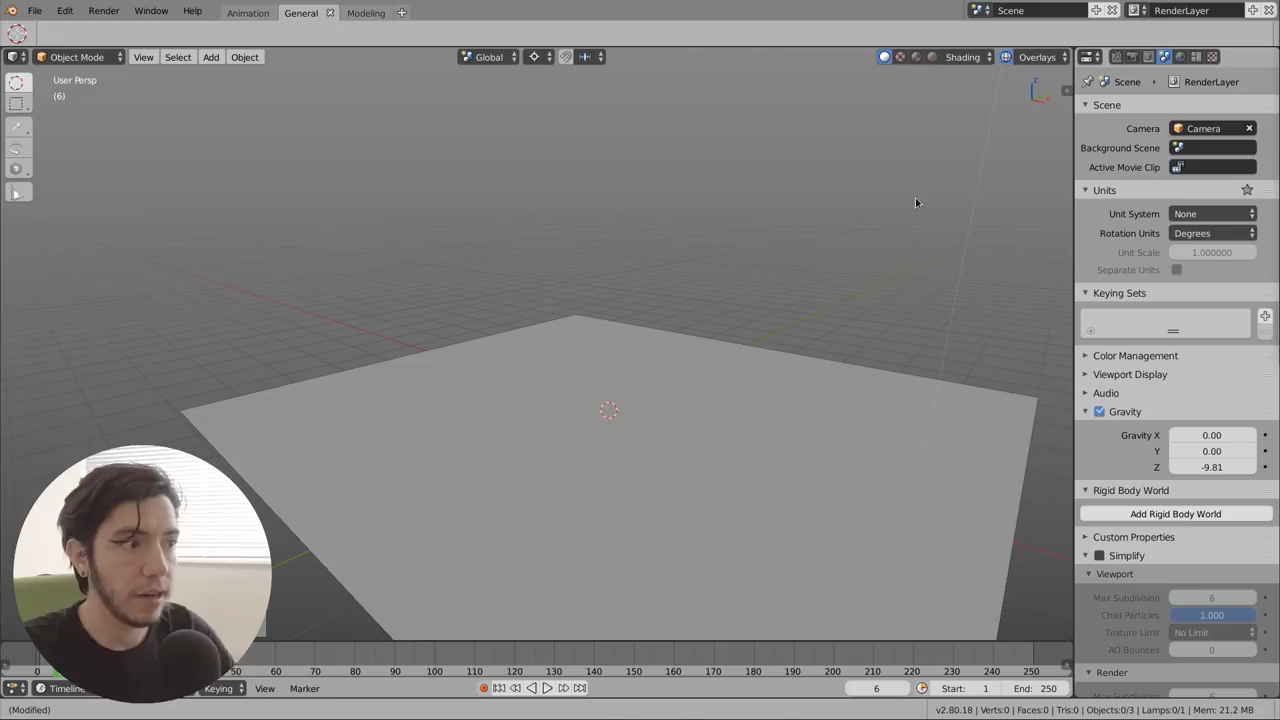 File Edit Render Window Help Animation General Modeling Scene RenderLayer
Object Mode View Select Add Object Global Shading Overlays
User Persp
(6)
Z
X
Scene RenderLayer
Scene
Camera Camera
Background Scene
Active Movie Clip
Units
Unit System None
Rotation Units Degrees
Unit Scale 1.000000
Separate Units
Keying Sets
Color Management
Viewport Display
Audio
Gravity
Gravity X 0.00
Y 0.00
Z -9.81
Rigid Body World
Add Rigid Body World
Custom Properties
Simplify
Viewport
Max Subdivision 6
Child Particles 1.000
Texture Limit No Limit
AO Bounces 0
Render
0 50 60 70 80 90 100 110 120 130 140 150 160 170 180 190 200 210 220 230 240 250
Timeline Keying View Marker 6 Start: 1 End: 250
(Modified) v2.80.18 | Verts:0 | Faces:0 | Tris:0 | Objects:0/3 | Lamps:0/1 | Mem: 21.2 MB